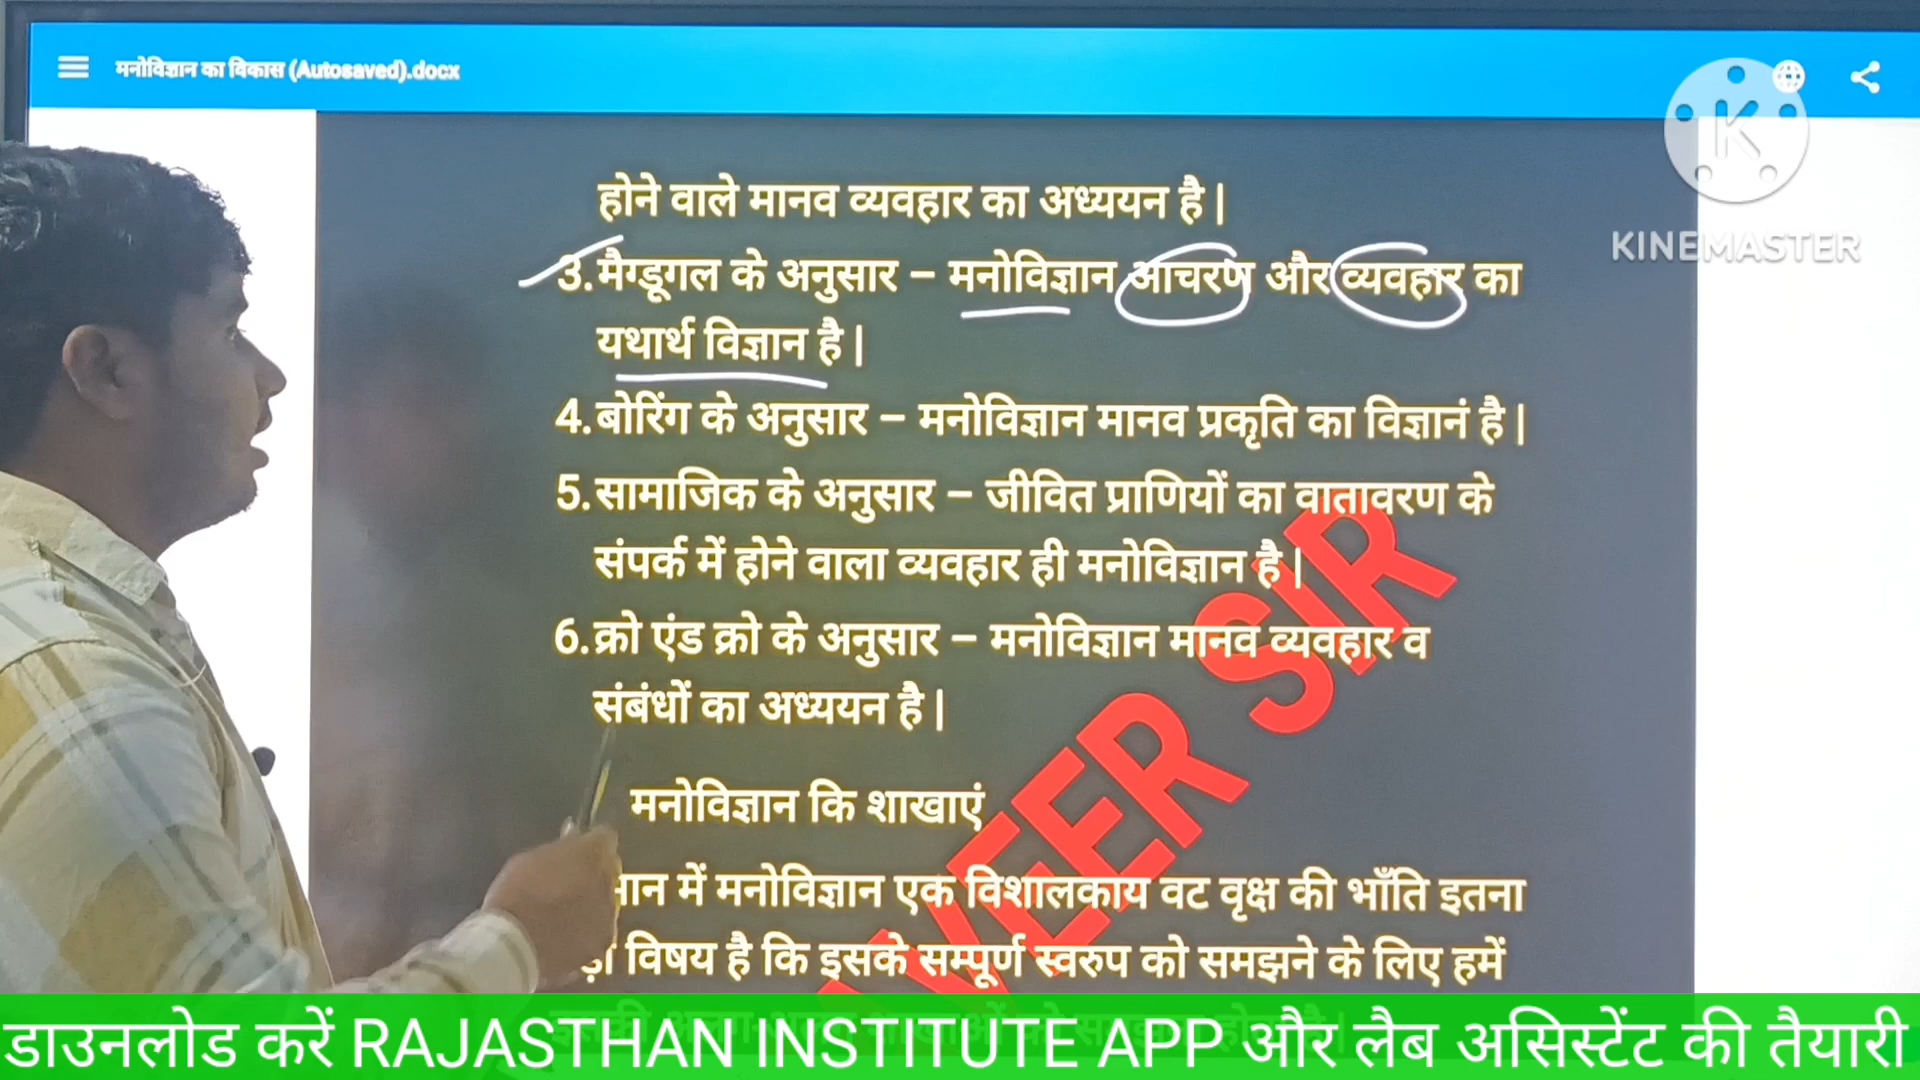 मनोविज्ञान का विकास (Autosaved).docx
KINEMASTER
होने वाले मानव व्यवहार का अध्ययन है |
3. मैग्डूगल के अनुसार – मनोविज्ञान आचरण और व्यवहार का
यथार्थ विज्ञान है |
4. बोरिंग के अनुसार – मनोविज्ञान मानव प्रकृति का विज्ञानं है |
5. सामाजिक के अनुसार – जीवित प्राणियों का वातावरण के
संपर्क में होने वाला व्यवहार ही मनोविज्ञान है |
6. क्रो एंड क्रो के अनुसार – मनोविज्ञान मानव व्यवहार व
संबंधों का अध्ययन है |
मनोविज्ञान कि शाखाएं
में मनोविज्ञान एक विशालकाय वट वृक्ष की भाँति इतना
विषय है कि इसके सम्पूर्ण स्वरुप को समझने के लिए हमें
SIR
डाउनलोड करें RAJASTHAN INSTITUTE APP और लैब असिस्टेंट की तैयारी